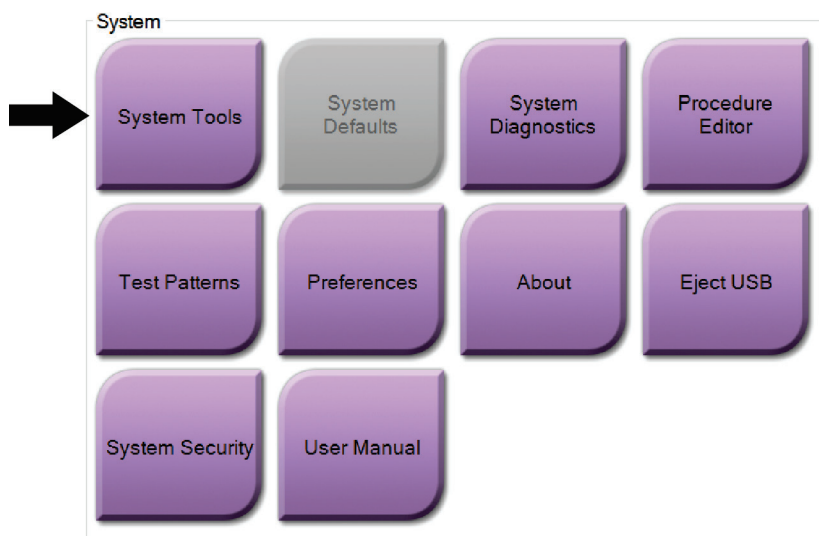 System
System Tools
System
Defaults
System
Diagnostics
Procedure
Editor
Test Patterns
Preferences
About
Eject USB
System Security
User Manual